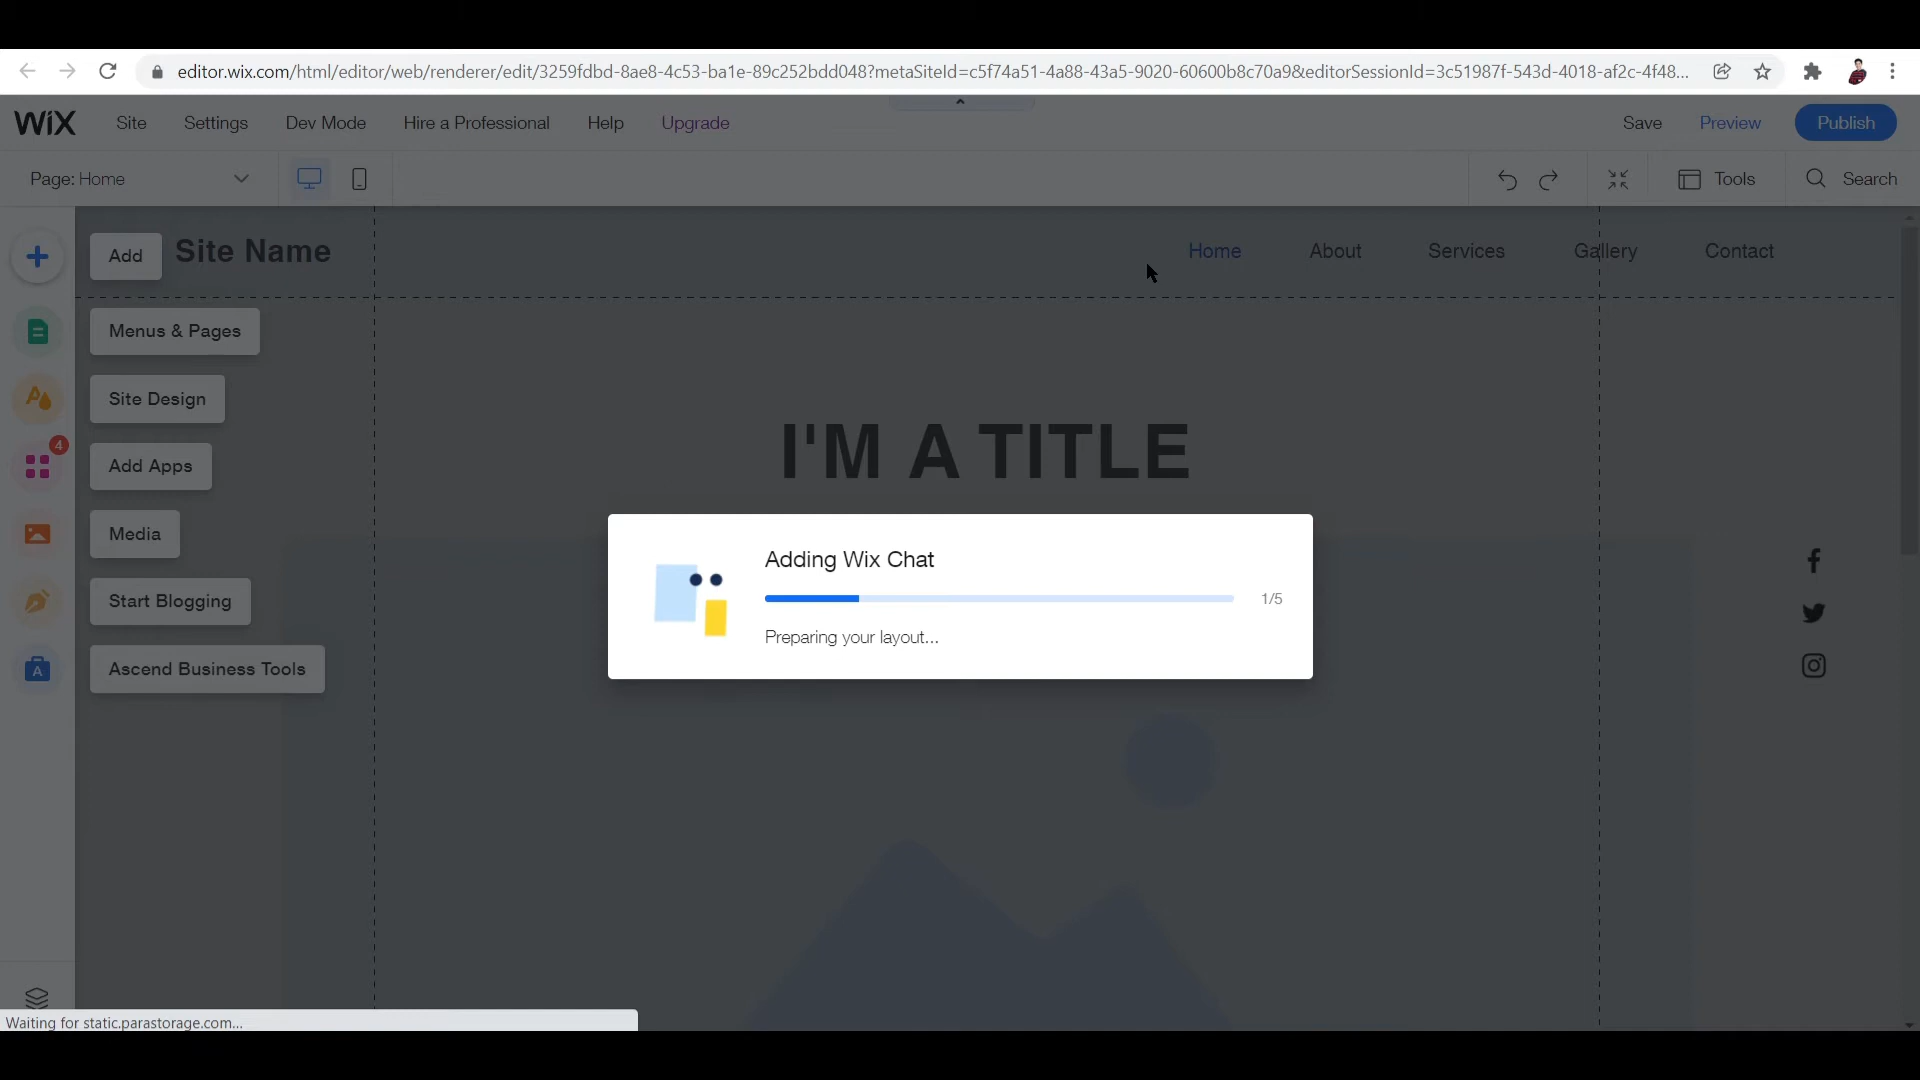 editor.wix.com/html/editor/web/renderer/edit/3259fdbd-8ae8-4c53-ba1e-89c252bdd048?metaSiteId=c5f74a51-4a88-43a5-9020-60600b8c70a9&editorSessionId=3c51987f-543d-4018-af2c-4f48...
WiX Site Settings Dev Mode Hire a Professional Help Upgrade Save Preview Publish
Page: Home Tools Search
Add Site Name Home About Services Gallery Contact
Menus & Pages
Site Design
I'M A TITLE
4
Add Apps
Media
Adding Wix Chat
1/5
Start Blogging
Preparing your layout...
A
Ascend Business Tools
Waiting for static.parastorage.com...